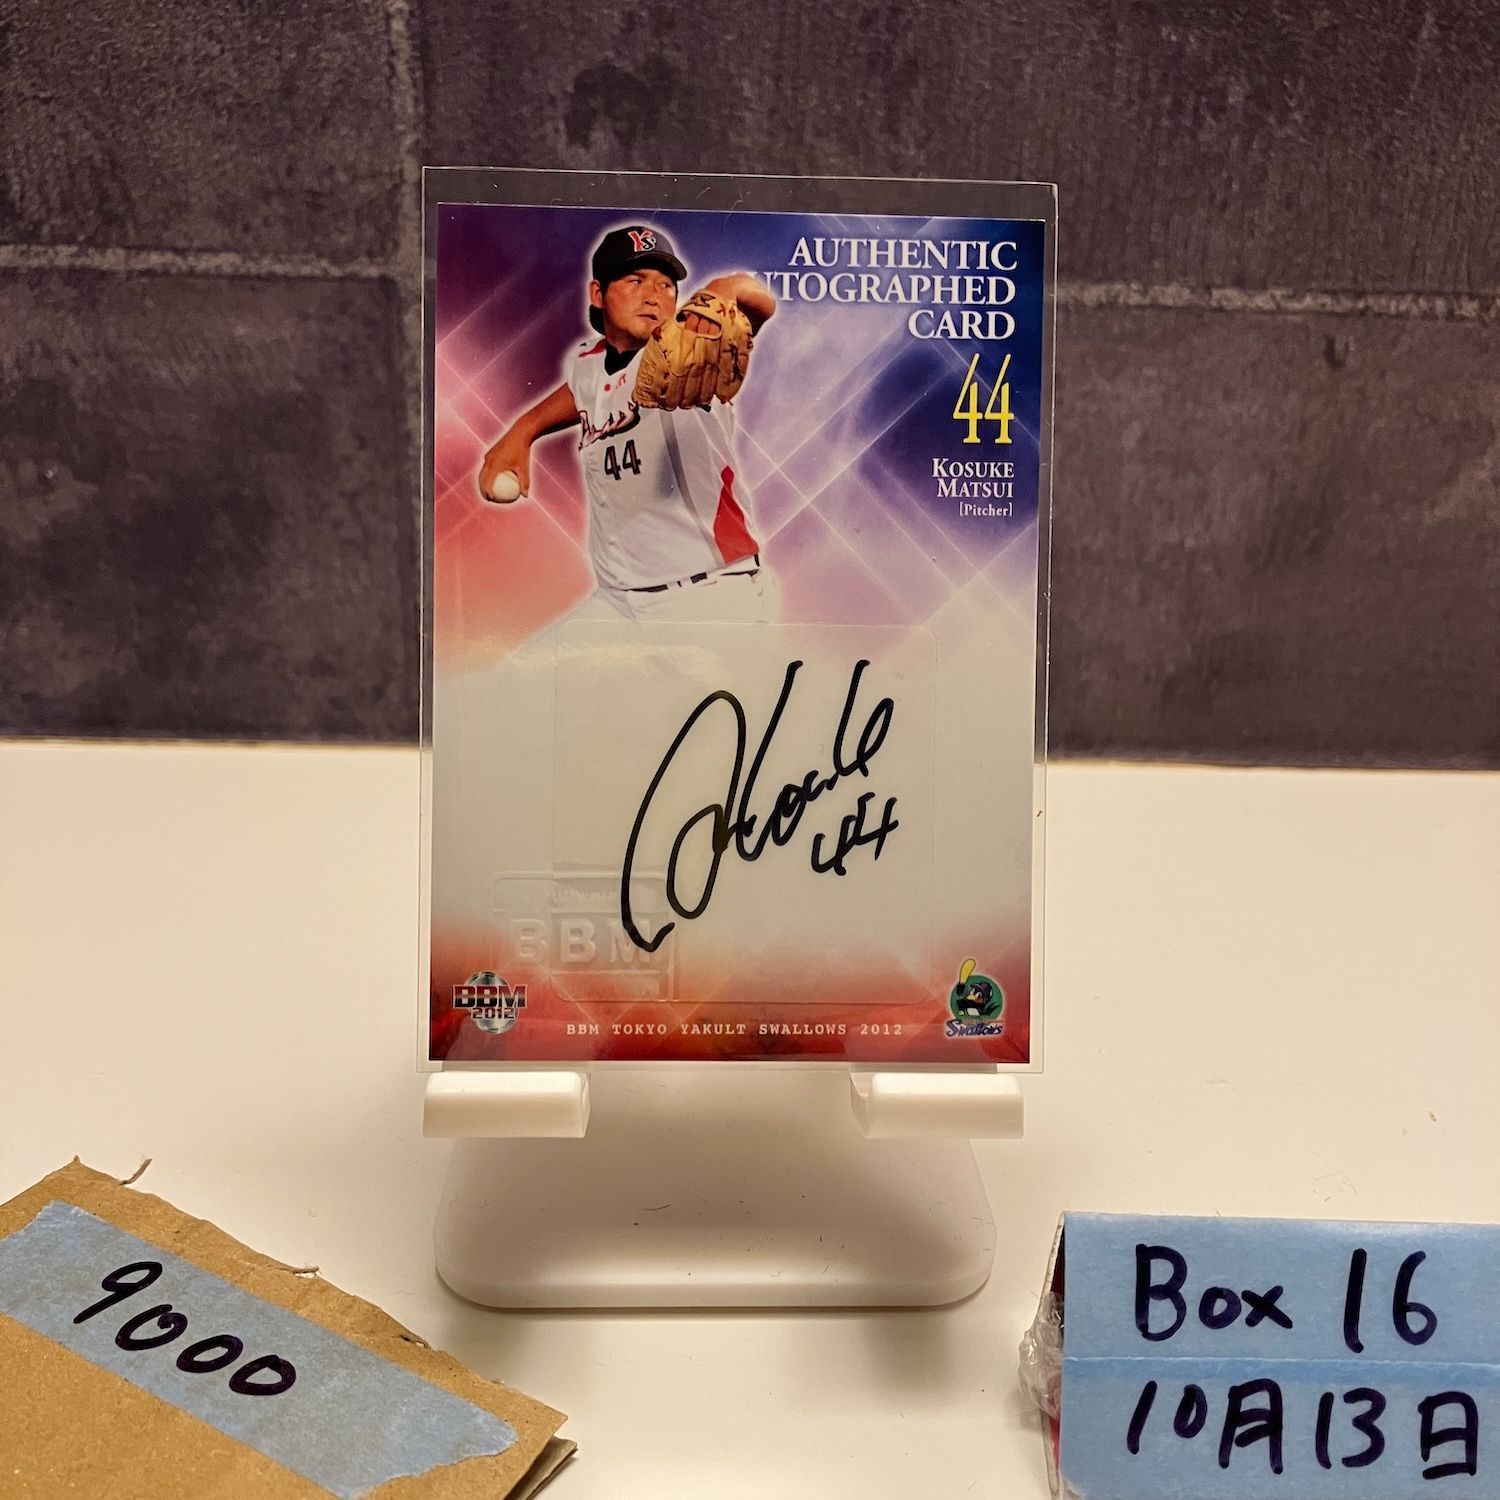 AUTHENTIC
UTOGRAPHED
CARD
44
KOSUKE
MATSUI
[Pitcher]
YS
44
44
BBM
BBM
2012
BBM TOKYO YAKULT SWALLOWS 2012
Swallows
9000
Box 16
10月13日